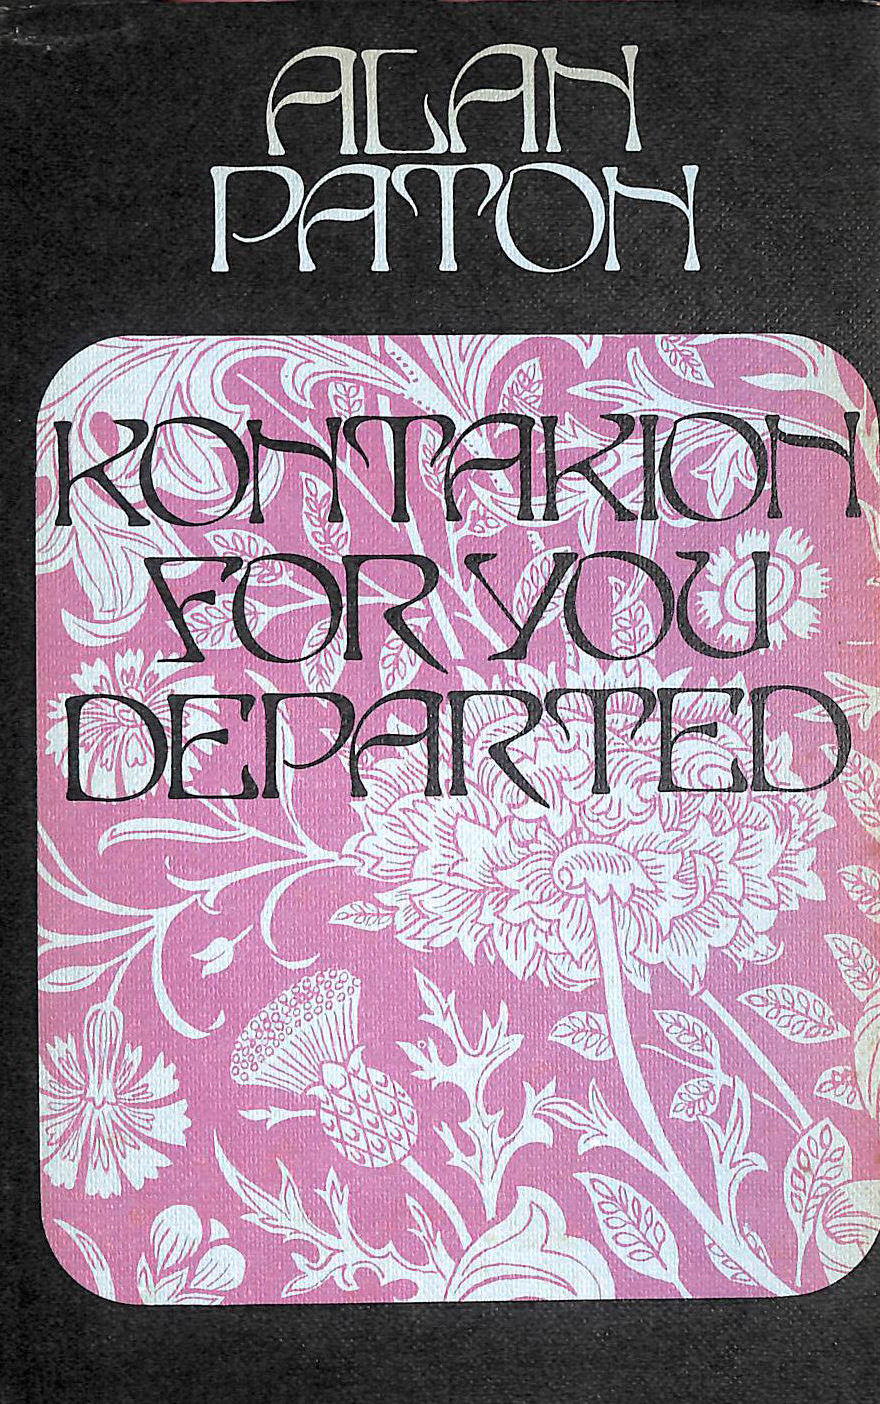 ALAN
PATON
KONTAKION
FOR YOU
DEPARTED